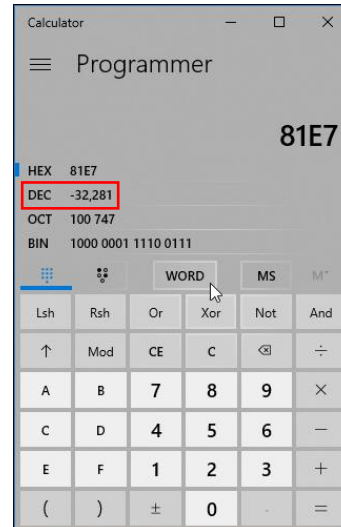 Calculator
Programmer
81E7
HEX 81E7
DEC -32,281
OCT 100 747
BIN 1000 0001 1110 0111
WORD MS M˅
Lsh Rsh Or Xor Not And
↑ Mod CE C ⌫ ÷
A B 7 8 9 ×
C D 4 5 6 −
E F 1 2 3 +
( ) ± 0 . =